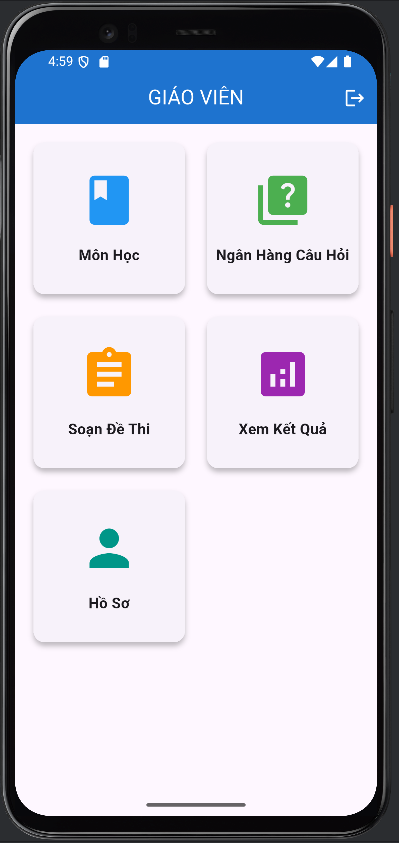 4:59
GIÁO VIÊN
Môn Học
Ngân Hàng Câu Hỏi
Soạn Đề Thi
Xem Kết Quả
Hồ Sơ